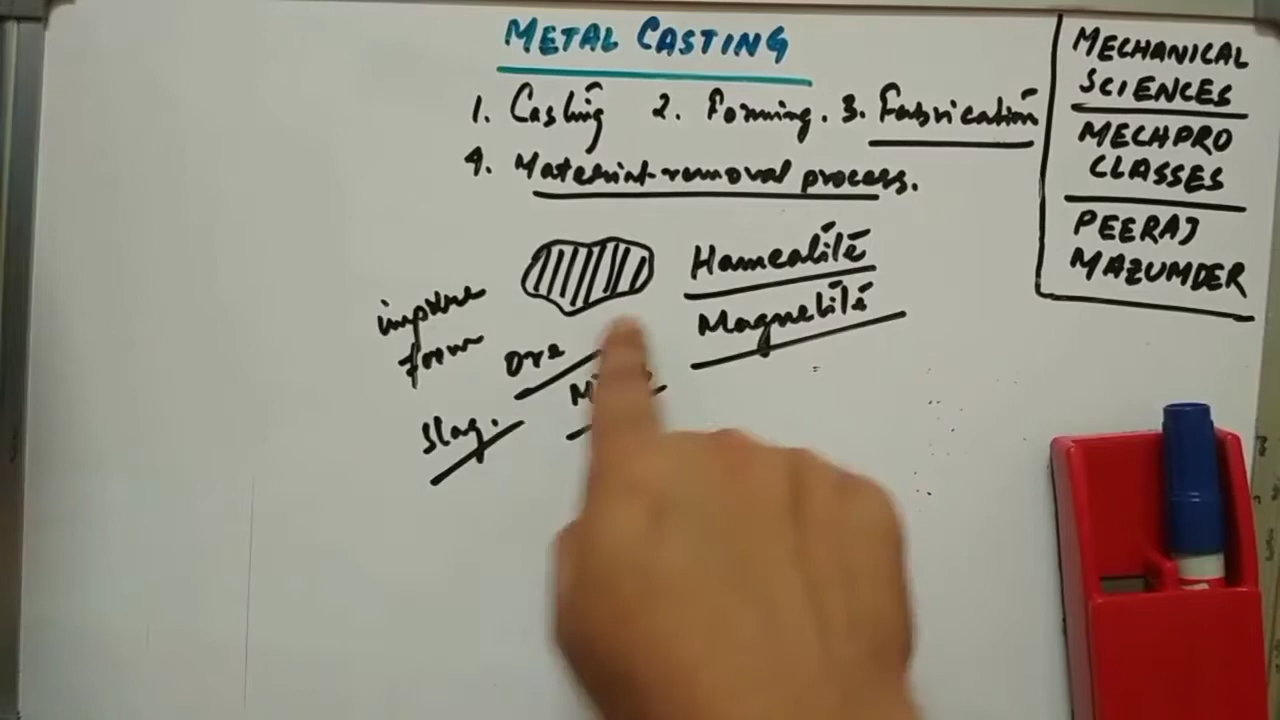 METAL CASTING
1. Casting 2. Forming. 3. Fabrication
4. Material removal process.
Hameatite
Magnetite
impure
form
Ore
Slag.
MECHANICAL
SCIENCES
MECHPRO
CLASSES
PEERAJ
MAZUMDER